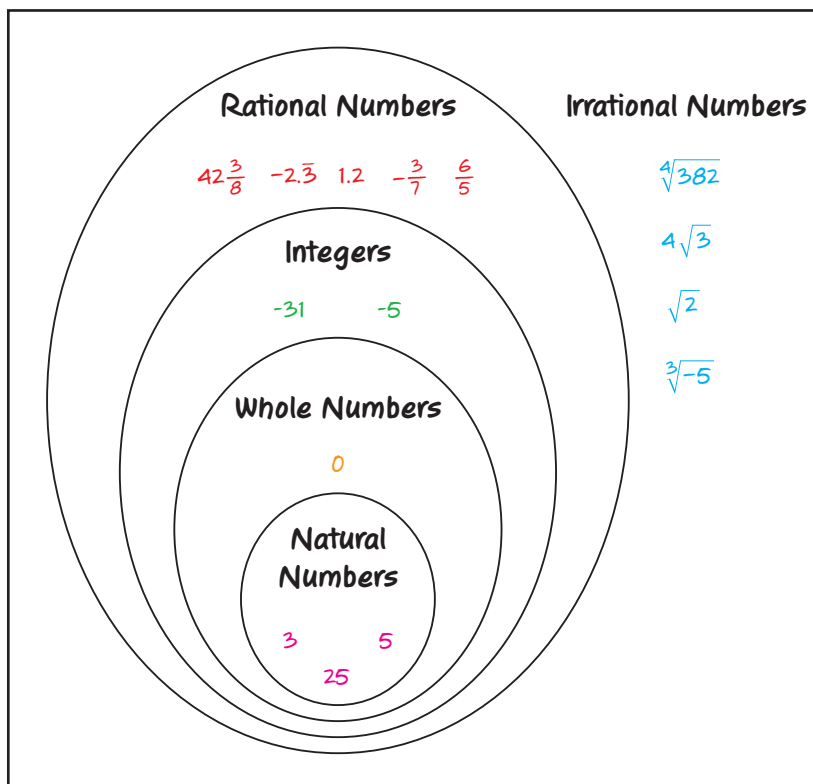 Rational Numbers
Irrational Numbers
42 3/8 -2.3̅ 1.2 -3/7 6/5
∜382
Integers
4√3
-31 -5
√2
∛-5
Whole Numbers
0
Natural
Numbers
3 5
25